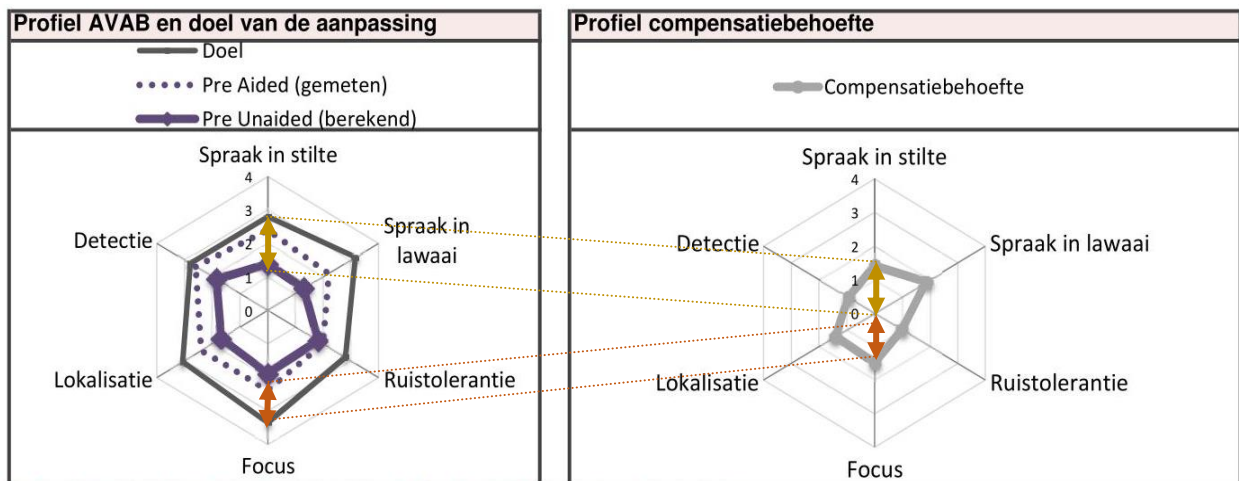 Profiel AVAB en doel van de aanpassing
Doel
Pre Aided (gemeten)
Pre Unaided (berekend)
Spraak in stilte
4
3
2
1
0
Spraak in
lawaai
Ruistolerantie
Focus
Lokalisatie
Detectie
Profiel compensatiebehoefte
Compensatiebehoefte
Spraak in stilte
4
3
2
1
0
Spraak in lawaai
Ruistolerantie
Focus
Lokalisatie
Detectie